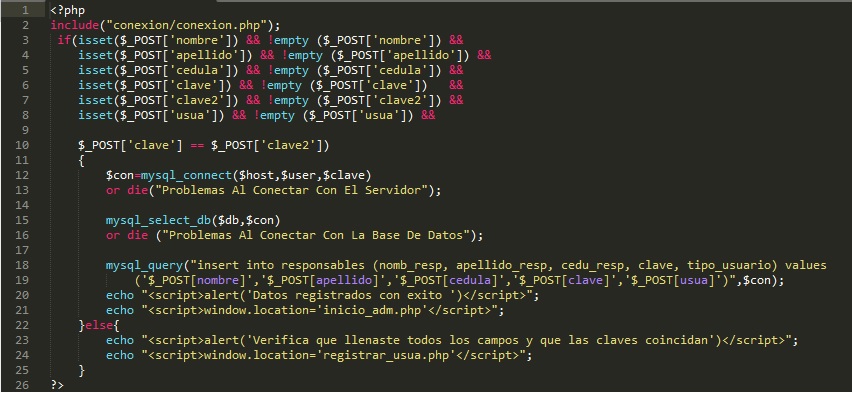 1 <?php
2 include("conexion/conexion.php");
3 if(isset($_POST['nombre']) && !empty ($_POST['nombre']) &&
4 isset($_POST['apellido']) && !empty ($_POST['apellido']) &&
5 isset($_POST['cedula']) && !empty ($_POST['cedula']) &&
6 isset($_POST['clave']) && !empty ($_POST['clave']) &&
7 isset($_POST['clave2']) && !empty ($_POST['clave2']) &&
8 isset($_POST['usua']) && !empty ($_POST['usua']) &&
9
10 $_POST['clave'] == $_POST['clave2'])
11 {
12 $con=mysql_connect($host,$user,$clave)
13 or die("Problemas Al Conectar Con El Servidor");
14
15 mysql_select_db($db,$con)
16 or die ("Problemas Al Conectar Con La Base De Datos");
17
18 mysql_query("insert into responsables (nomb_resp, apellido_resp, cedu_resp, clave, tipo_usuario) values
19 ('$_POST[nombre]','$_POST[apellido]','$_POST[cedula]','$_POST[clave]','$_POST[usua]')",$con);
20 echo "<script>alert('Datos registrados con exito ')</script>";
21 echo "<script>window.location='inicio_adm.php'</script>";
22 }else{
23 echo "<script>alert('Verifica que llenaste todos los campos y que las claves coincidan')</script>";
24 echo "<script>window.location='registrar_usua.php'</script>";
25 }
26 ?>